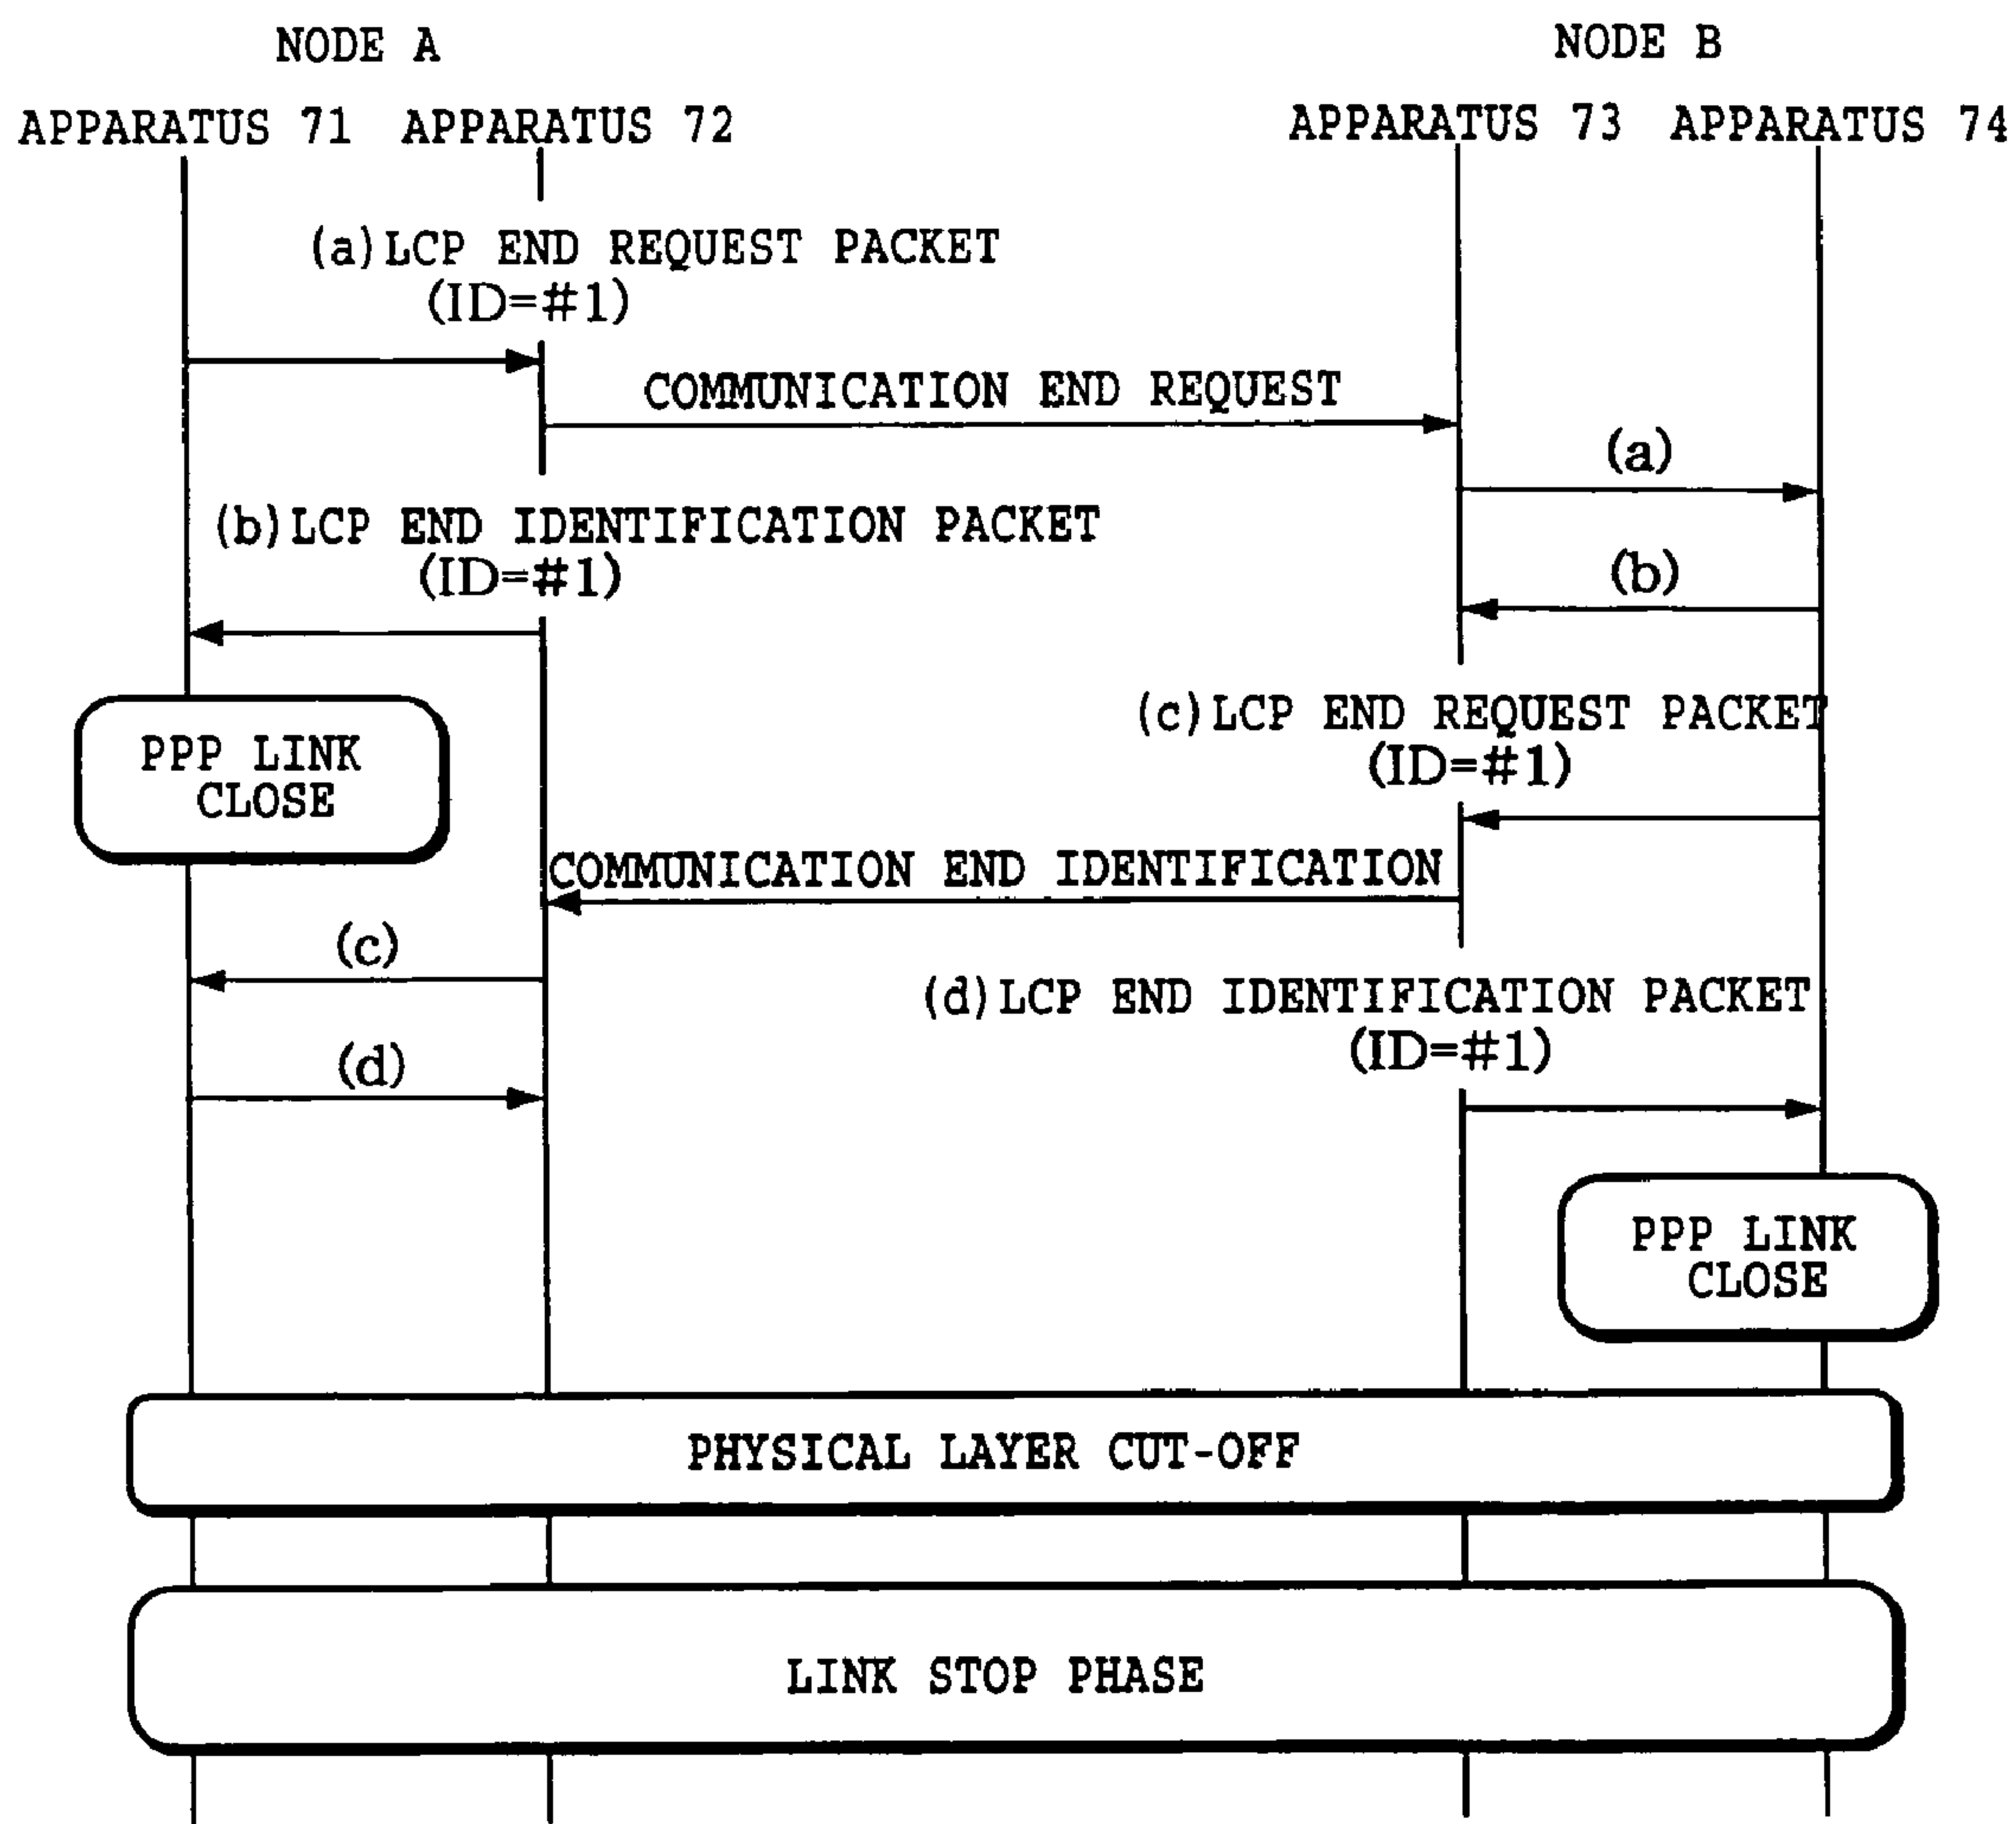 NODE A
NODE B
APPARATUS 71 APPARATUS 72
APPARATUS 73 APPARATUS 74
(a)LCP END REQUEST PACKET
(ID=#1)
COMMUNICATION END REQUEST
(a)
(b)LCP END IDENTIFICATION PACKET
(ID=#1)
(b)
(c)LCP END REQUEST PACKET
(ID=#1)
PPP LINK
CLOSE
COMMUNICATION END IDENTIFICATION
(c)
(d)LCP END IDENTIFICATION PACKET
(ID=#1)
(d)
PPP LINK
CLOSE
PHYSICAL LAYER CUT-OFF
LINK STOP PHASE